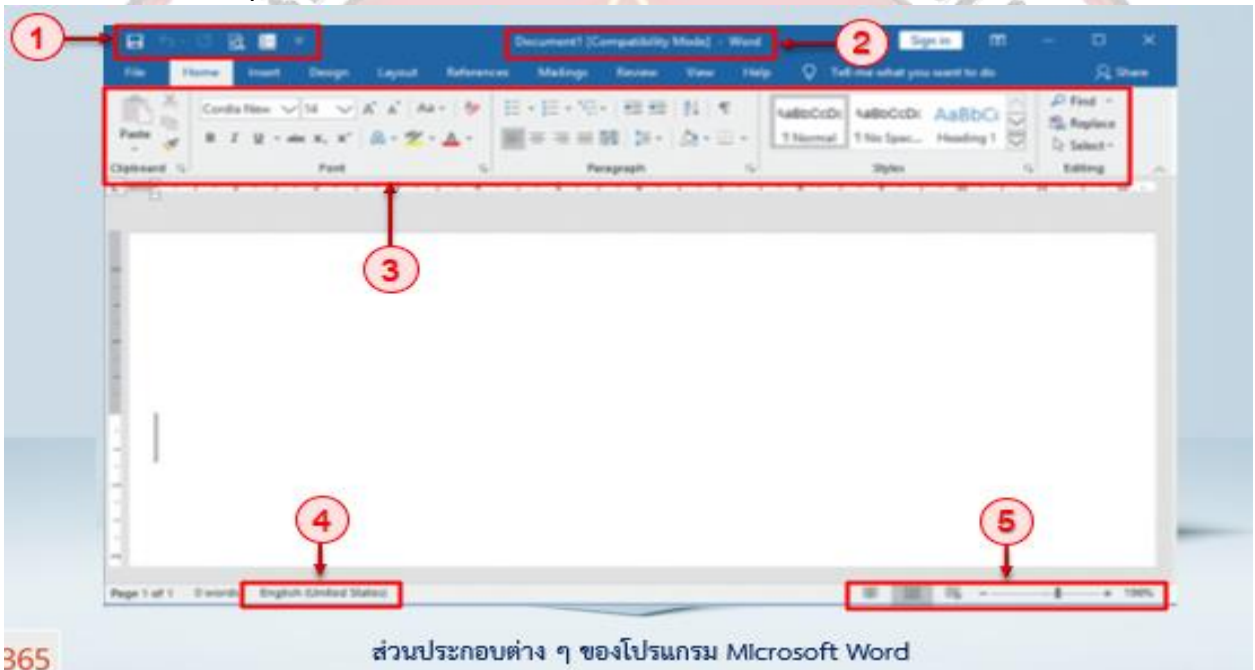 1
2
Document1 [Compatibility Mode] - Word
Sign in
File Home Insert Design Layout References Mailings Review View Help Tell me what you want to do Share
Cordia New 14 Aa
AaBbCcDc AaBbCcDc AaBbCc
Find
Paste
B I U abc X, X'
¶ Normal ¶ No Spac... Heading 1
Replace
Select
Clipboard Font Paragraph Styles Editing
3
4
5
Page 1 of 1 0 words English (United States) 100%
365
ส่วนประกอบต่าง ๆ ของโปรแกรม Microsoft Word